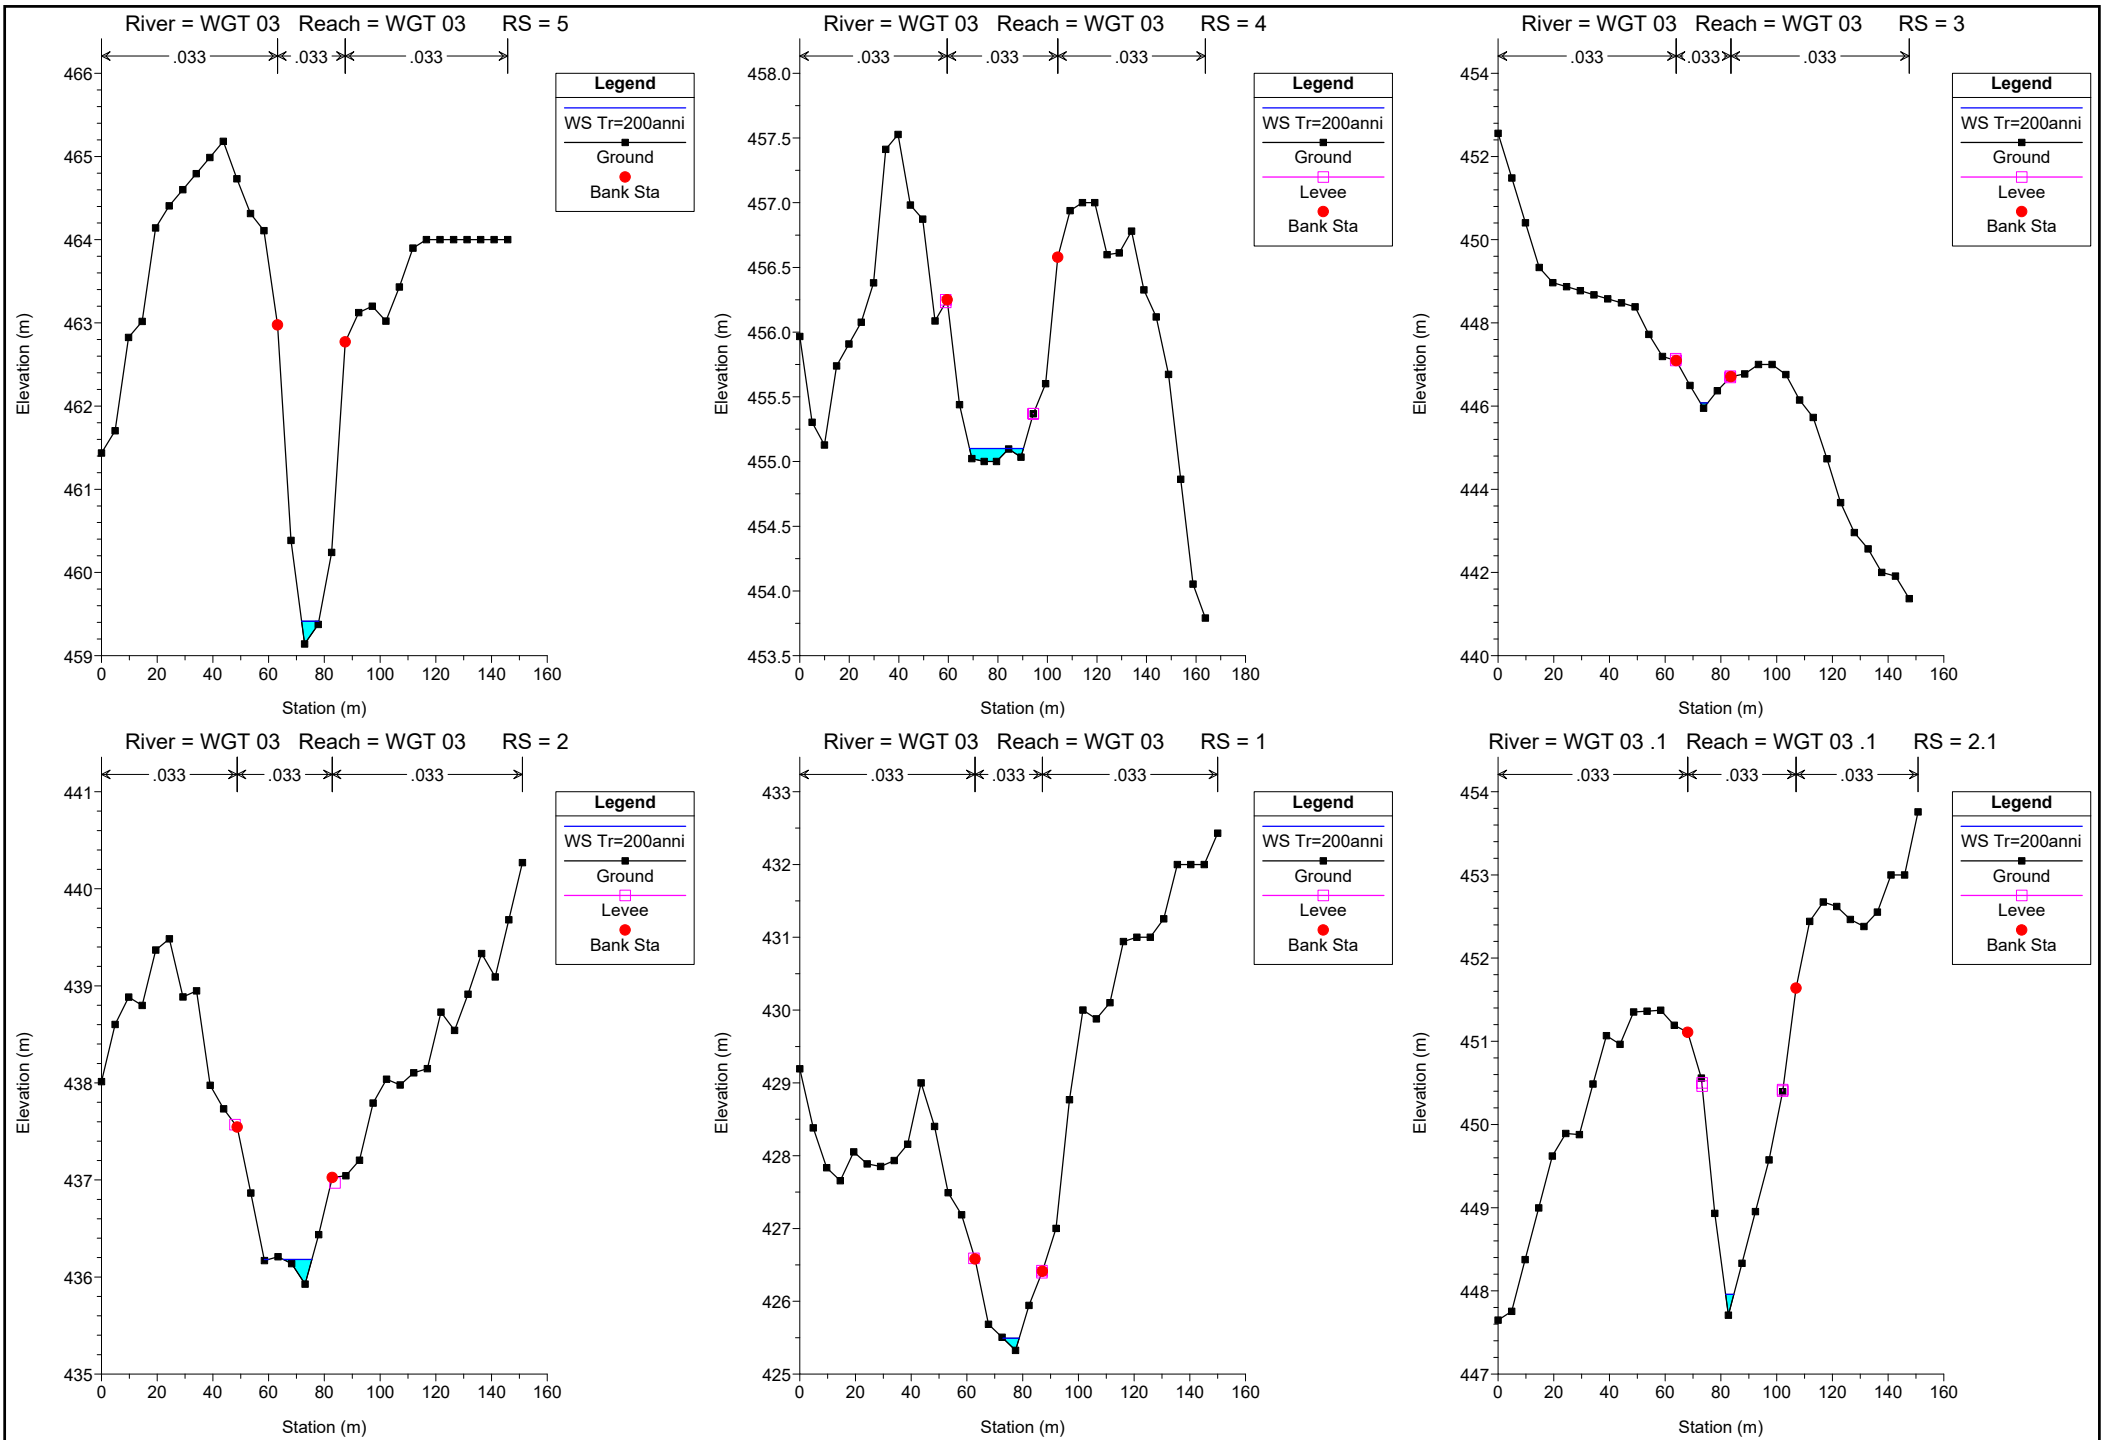 River = WGT 03 Reach = WGT 03 RS = 5
.033 .033 .033
466
465
464
463
462
461
460
459
Elevation (m)
0 20 40 60 80 100 120 140 160
Station (m)
Legend
WS Tr=200anni
Ground
Bank Sta
River = WGT 03 Reach = WGT 03 RS = 4
.033 .033 .033
458.0
457.5
457.0
456.5
456.0
455.5
455.0
454.5
454.0
453.5
Elevation (m)
0 20 40 60 80 100 120 140 160 180
Station (m)
Legend
WS Tr=200anni
Ground
Levee
Bank Sta
River = WGT 03 Reach = WGT 03 RS = 3
.033 .033 .033
454
452
450
448
446
444
442
440
Elevation (m)
0 20 40 60 80 100 120 140 160
Station (m)
Legend
WS Tr=200anni
Ground
Levee
Bank Sta
River = WGT 03 Reach = WGT 03 RS = 2
.033 .033 .033
441
440
439
438
437
436
435
Elevation (m)
0 20 40 60 80 100 120 140 160
Station (m)
Legend
WS Tr=200anni
Ground
Levee
Bank Sta
River = WGT 03 Reach = WGT 03 RS = 1
.033 .033 .033
433
432
431
430
429
428
427
426
425
Elevation (m)
0 20 40 60 80 100 120 140 160
Station (m)
Legend
WS Tr=200anni
Ground
Levee
Bank Sta
River = WGT 03 .1 Reach = WGT 03 .1 RS = 2.1
.033 .033 .033
454
453
452
451
450
449
448
447
Elevation (m)
0 20 40 60 80 100 120 140 160
Station (m)
Legend
WS Tr=200anni
Ground
Levee
Bank Sta